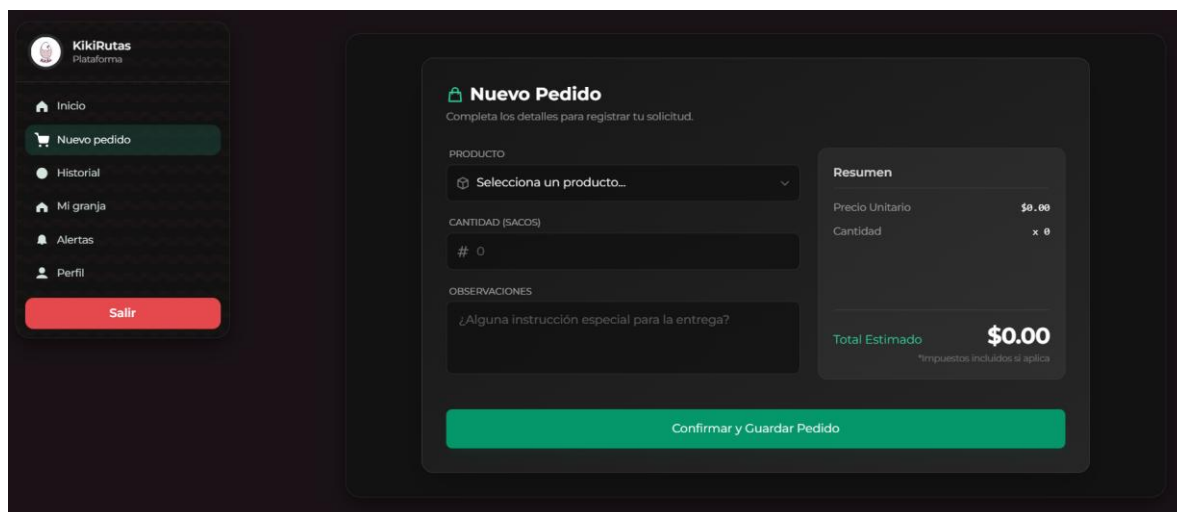 KikiRutas
Plataforma
Inicio
Nuevo pedido
Historial
Mi granja
Alertas
Perfil
Salir
Nuevo Pedido
Completa los detalles para registrar tu solicitud.
PRODUCTO
Selecciona un producto...
CANTIDAD (SACOS)
# 0
OBSERVACIONES
¿Alguna instrucción especial para la entrega?
Resumen
Precio Unitario $0.00
Cantidad x 0
Total Estimado $0.00
*Impuestos incluidos si aplica
Confirmar y Guardar Pedido